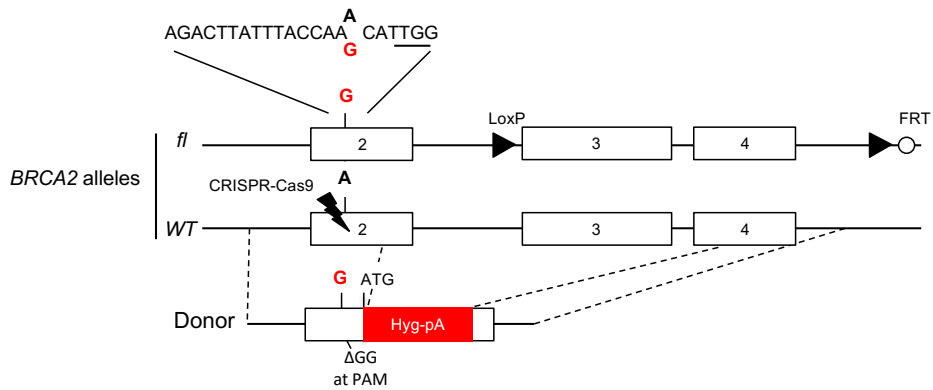 A
AGACTTATTTACCAA CATTGG
G
G
LoxP
FRT
fl
2
3
4
BRCA2 alleles
A
CRISPR-Cas9
WT
2
3
4
G
ATG
Donor
Hyg-pA
ΔGG
at PAM